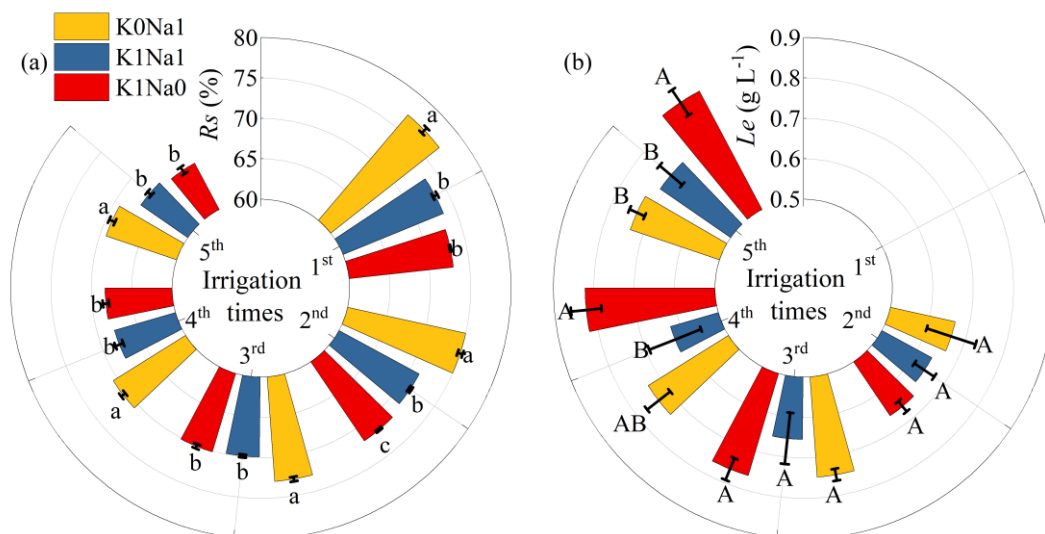 K0Na1
K1Na1
K1Na0
(a)
Rs (%)
80
75
70
65
60
a
b
b
a
b
c
a
b
b
a
b
b
a
b
b
1st
2nd
3rd
4th
5th
Irrigation
times
(b)
Le (g L-1)
0.9
0.8
0.7
0.6
0.5
A
A
A
A
A
A
AB
B
A
B
B
A
1st
2nd
3rd
4th
5th
Irrigation
times